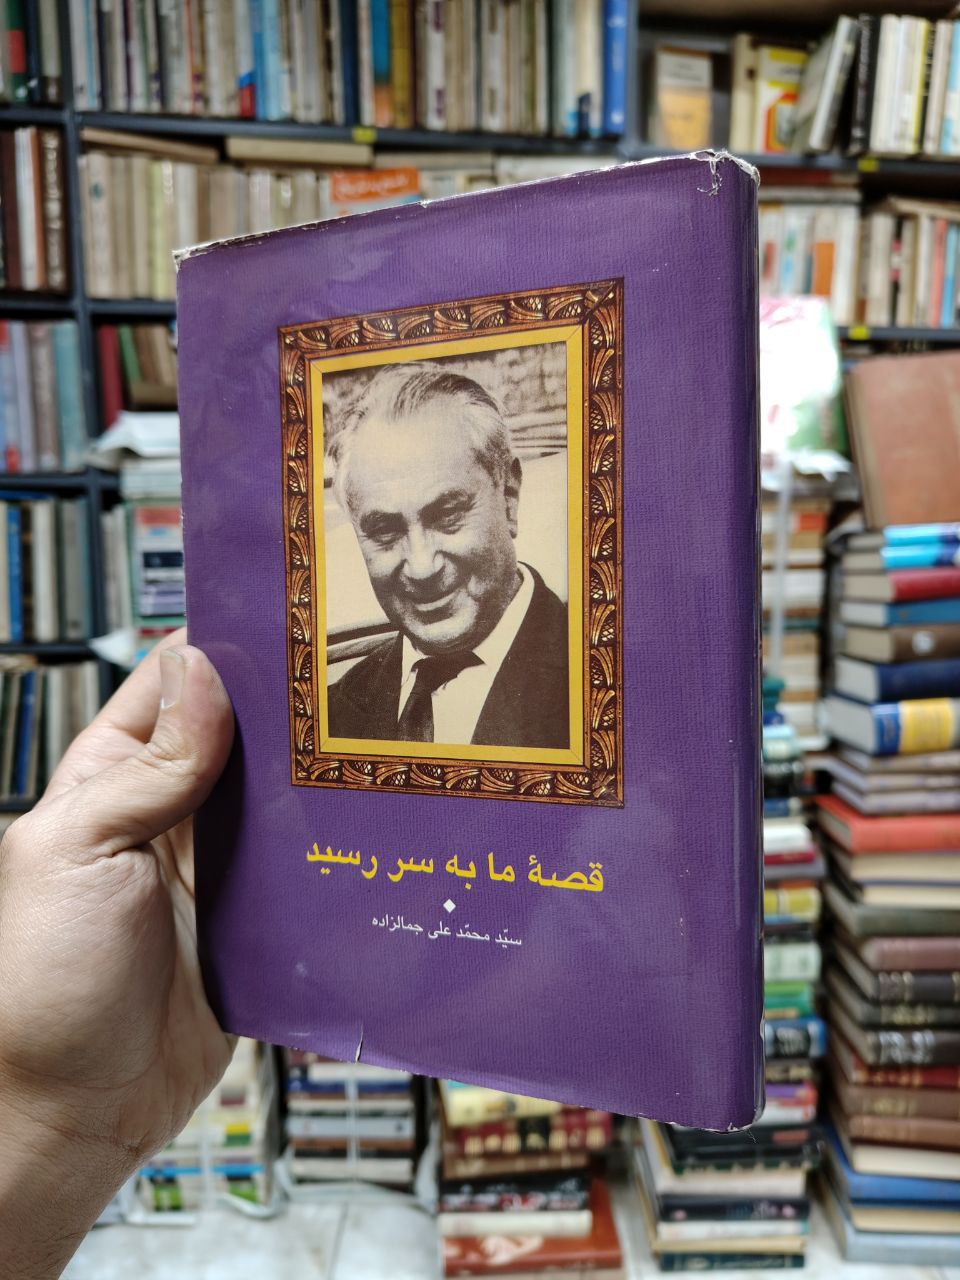 قصهٔ ما به سر رسید
سیّد محمّد علی جمالزاده